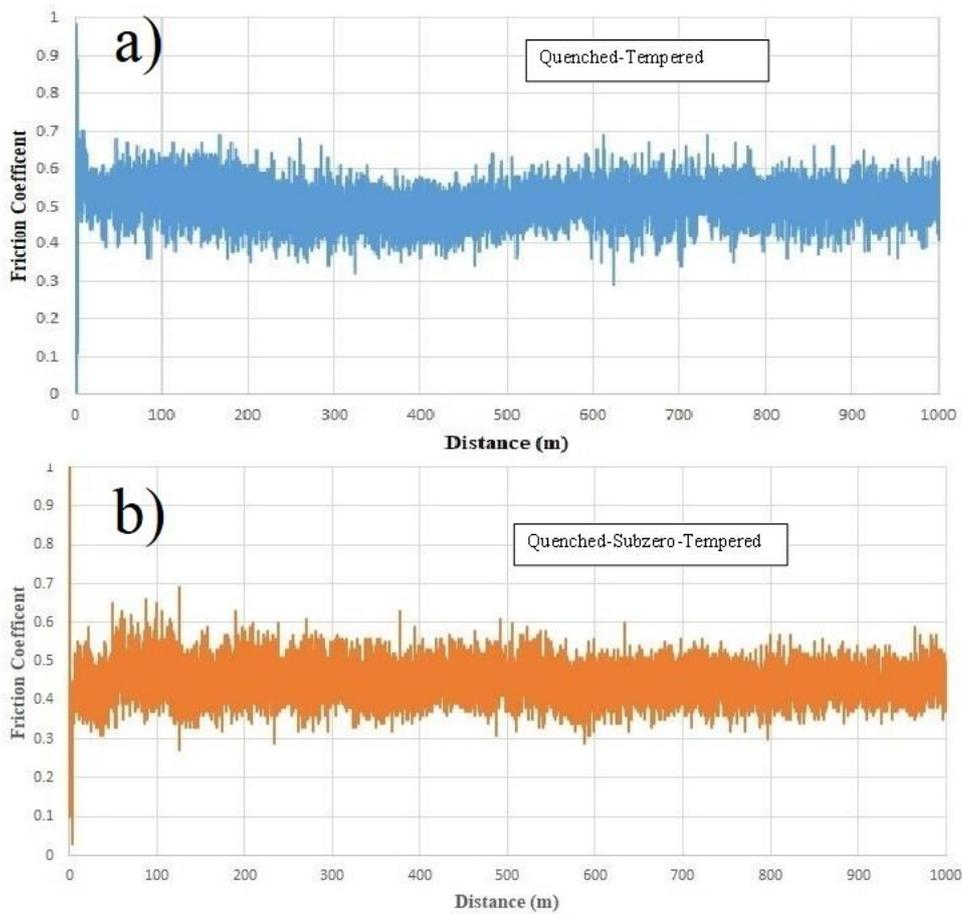 a)
Quenched-Tempered
Friction Coefficent
1
0.9
0.8
0.7
0.6
0.5
0.4
0.3
0.2
0.1
0
0 100 200 300 400 500 600 700 800 900 1000
Distance (m)
b)
Quenched-Subzero-Tempered
Friction Coefficent
1
0.9
0.8
0.7
0.6
0.5
0.4
0.3
0.2
0.1
0
0 100 200 300 400 500 600 700 800 900 1000
Distance (m)